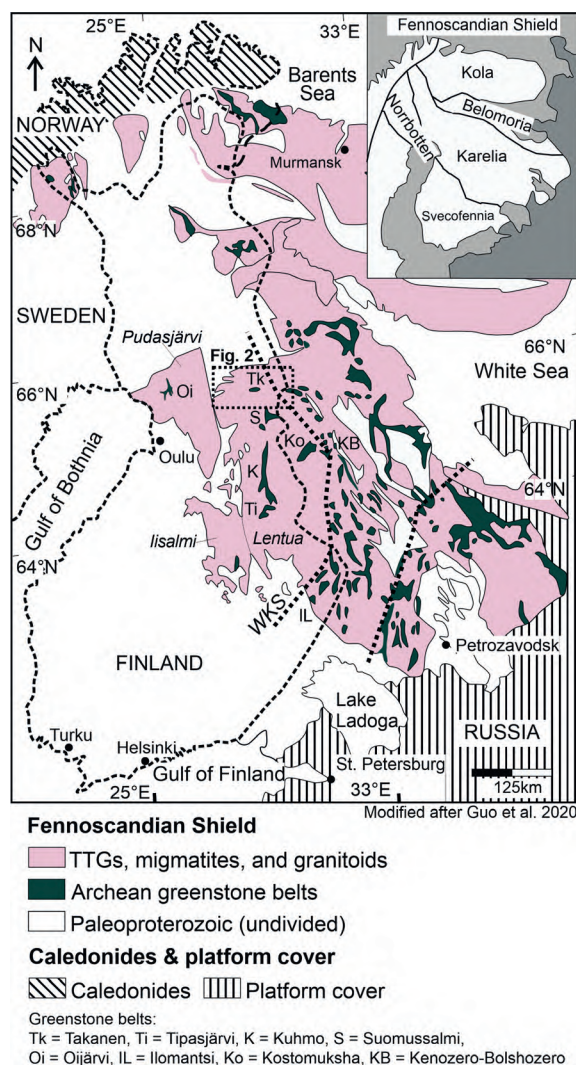 Fennoscandian Shield
Kola
Belomoria
Norrbotten
Karelia
Svecofennia
N
33°E
Barents
Sea
NORWAY
Murmansk
68°N
SWEDEN
66°N
White Sea
Pudasjärvi
Fig. 2
66°N
Oi
Tk
S
Oulu
Ko
KB
64°N
K
Gulf of Bothnia
Ti
Iisalmi
Lentua
64°N
WKS
IL
Petrozavodsk
FINLAND
Lake
Ladoga
RUSSIA
Turku
Helsinki
St. Petersburg
Gulf of Finland
125km
25°E
33°E
Modified after Guo et al. 2020
Fennoscandian Shield
TTGs, migmatites, and granitoids
Archean greenstone belts
Paleoproterozoic (undivided)
Caledonides & platform cover
Caledonides
Platform cover
Greenstone belts:
Tk = Takanen, Ti = Tipasjärvi, K = Kuhmo, S = Suomussalmi,
Oi = Oijärvi, IL = Ilomantsi, Ko = Kostomuksha, KB = Kenozero-Bolshozero